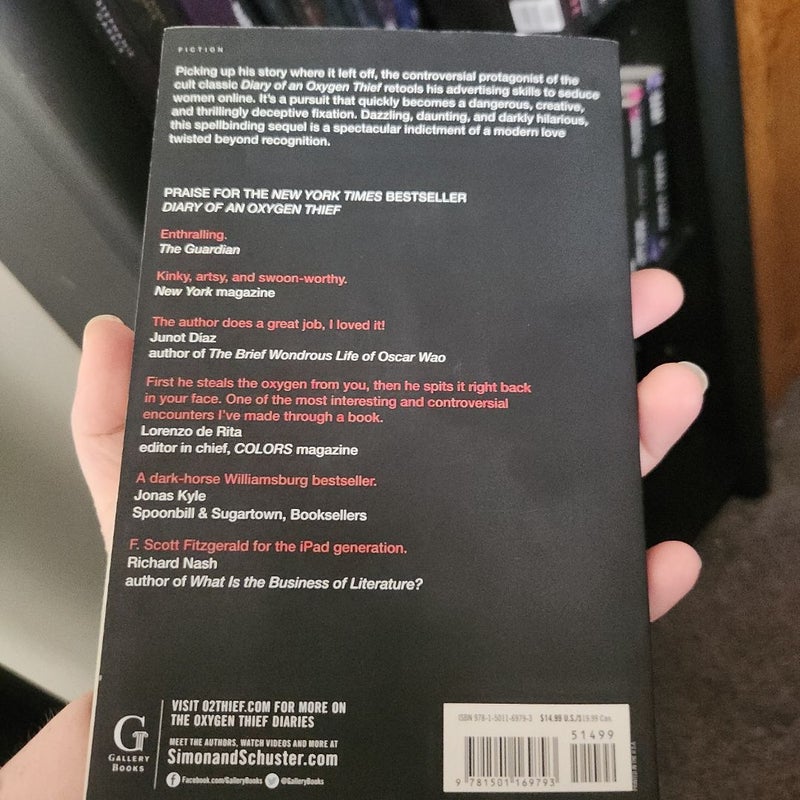 FICTION
Picking up his story where it left off, the controversial protagonist of the
cult classic Diary of an Oxygen Thief retools his advertising skills to seduce
women online. It's a pursuit that quickly becomes a dangerous, creative,
and thrillingly deceptive fixation. Dazzling, daunting, and darkly hilarious,
this spellbinding sequel is a spectacular indictment of a modern love
twisted beyond recognition.
PRAISE FOR THE NEW YORK TIMES BESTSELLER
DIARY OF AN OXYGEN THIEF
Enthralling.
The Guardian
Kinky, artsy, and swoon-worthy.
New York magazine
The author does a great job, I loved it!
Junot Diaz
author of The Brief Wondrous Life of Oscar Wao
First he steals the oxygen from you, then he spits it right back
in your face. One of the most interesting and controversial
encounters I've made through a book.
Lorenzo de Rita
editor in chief, COLORS magazine
A dark-horse Williamsburg bestseller.
Jonas Kyle
Spoonbill & Sugartown, Booksellers
F. Scott Fitzgerald for the iPad generation.
Richard Nash
author of What Is the Business of Literature?
G
GALLERY
BOOKS
VISIT O2THIEF.COM FOR MORE ON
THE OXYGEN THIEF DIARIES
MEET THE AUTHORS, WATCH VIDEOS AND MORE AT
SimonandSchuster.com
Facebook.com/GalleryBooks @GalleryBooks
ISBN 978-1-5011-6979-3 $14.99 U.S./$19.99 Can.
51499
9 781501 169793